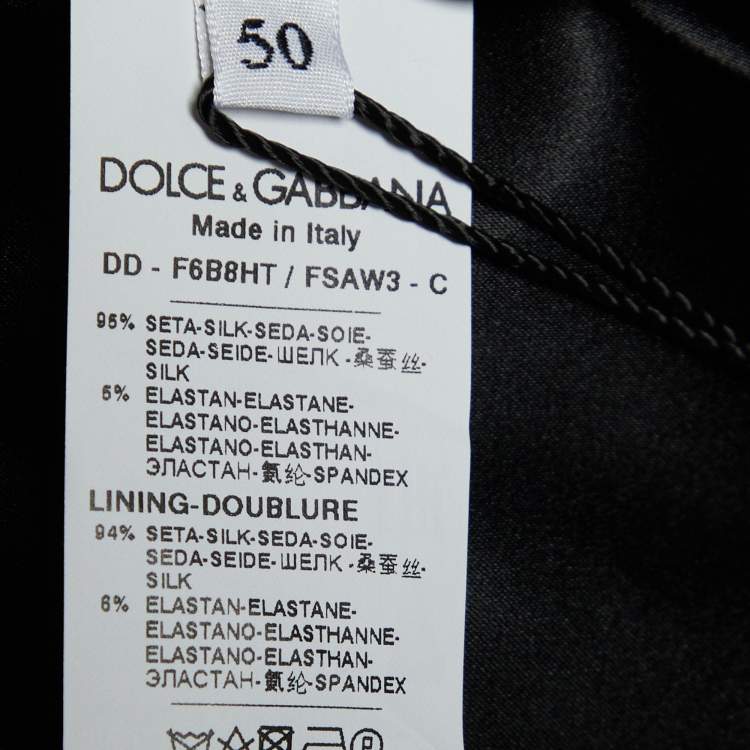 50
DOLCE & GABBANA
Made in Italy
DD - F6B8HT / FSAW3 - C
95% SETA-SILK-SEDA-SOIE-
SEDA-SEIDE-ШЕЛК-桑蚕丝-
SILK
5% ELASTAN-ELASTANE-
ELASTANO-ELASTHANNE-
ELASTANO-ELASTHAN-
ЭЛАСТАН-氨纶-SPANDEX
LINING-DOUBLURE
94% SETA-SILK-SEDA-SOIE-
SEDA-SEIDE-ШЕЛК-桑蚕丝-
SILK
6% ELASTAN-ELASTANE-
ELASTANO-ELASTHANNE-
ELASTANO-ELASTHAN-
ЭЛАСТАН-氨纶-SPANDEX